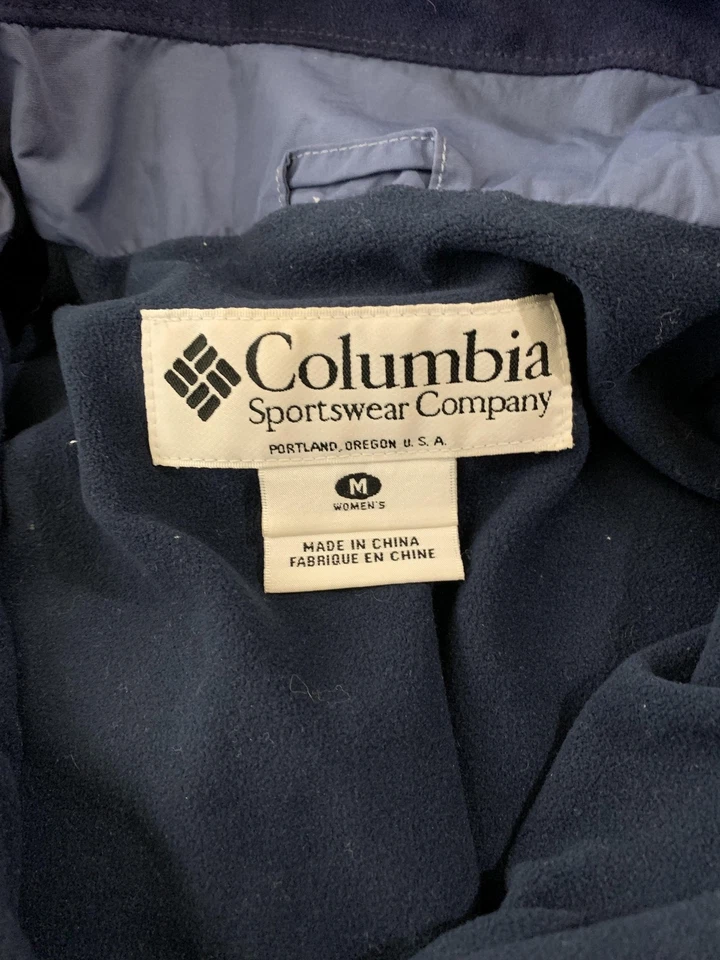 Columbia
Sportswear Company
PORTLAND, OREGON U.S.A.
M
WOMEN'S
MADE IN CHINA
FABRIQUE EN CHINE